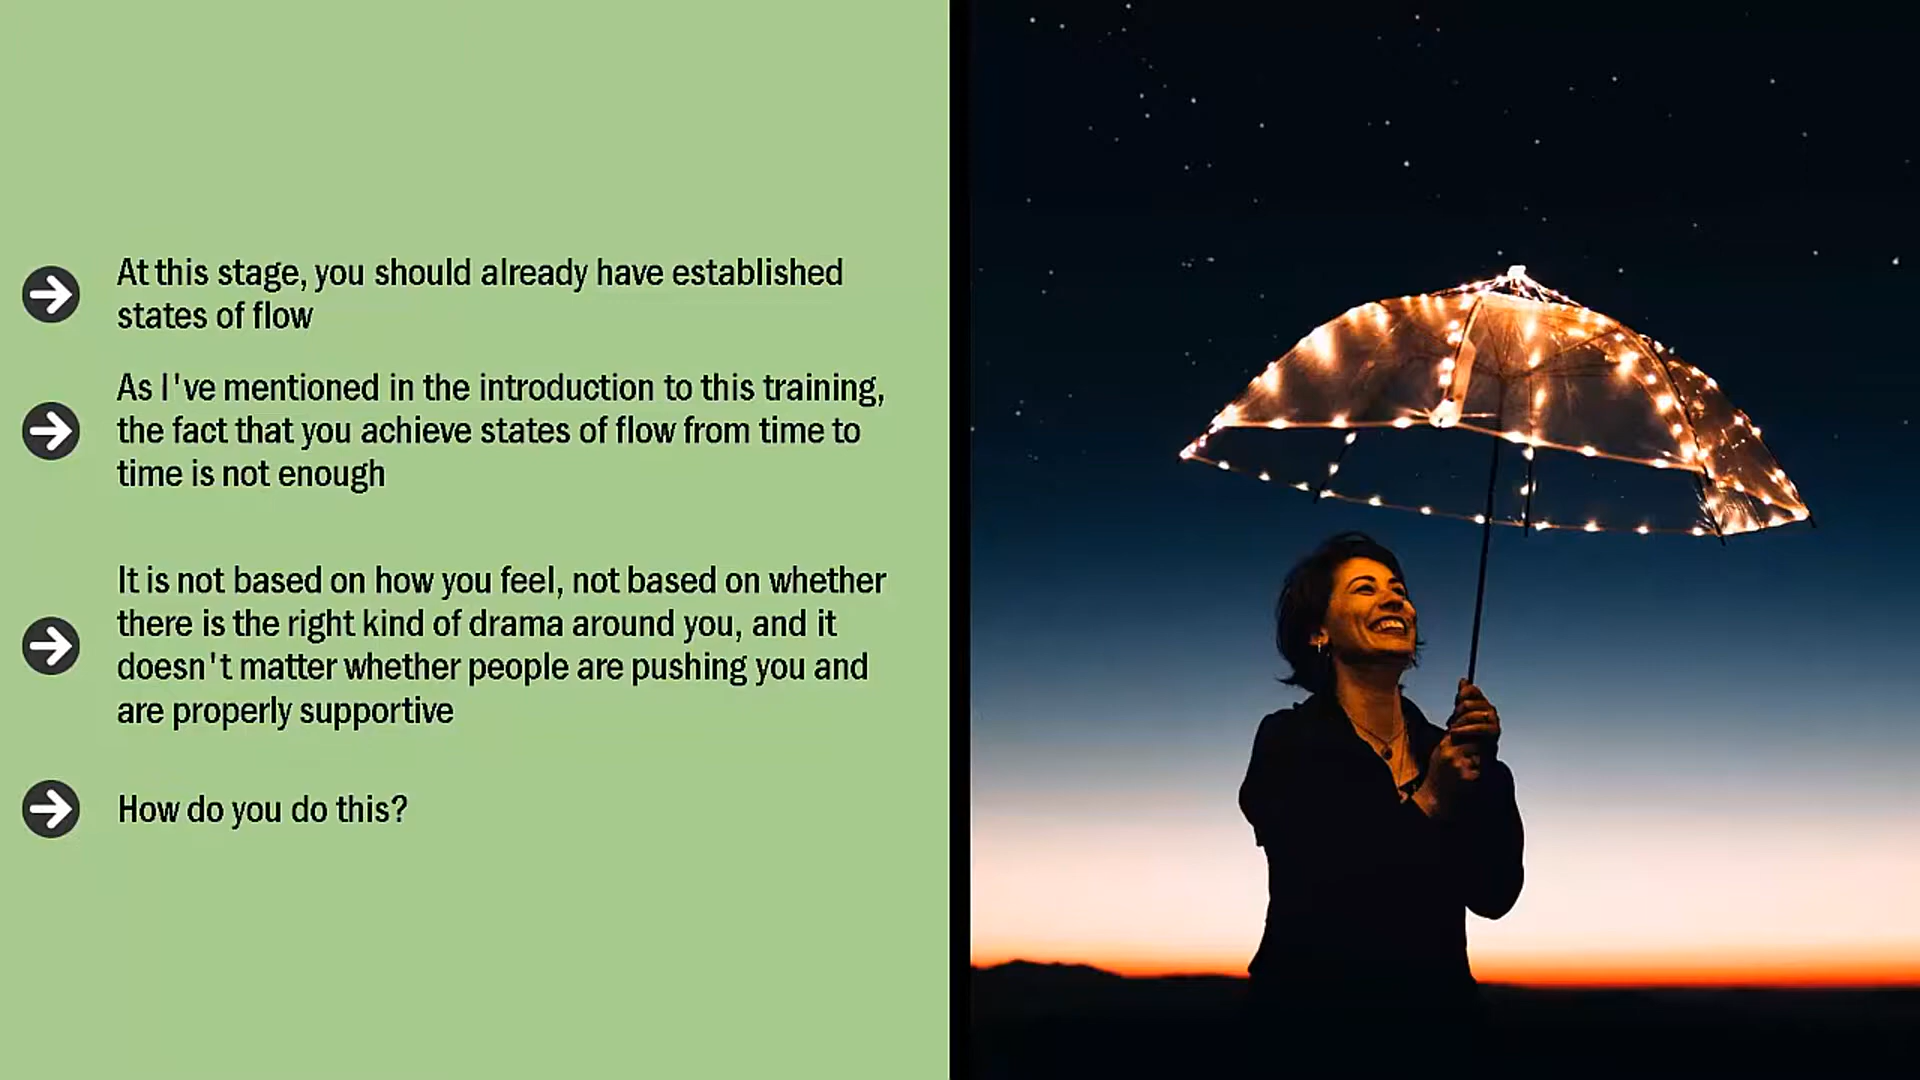 At this stage, you should already have established
states of flow
As I've mentioned in the introduction to this training,
the fact that you achieve states of flow from time to
time is not enough
It is not based on how you feel, not based on whether
there is the right kind of drama around you, and it
doesn't matter whether people are pushing you and
are properly supportive
How do you do this?